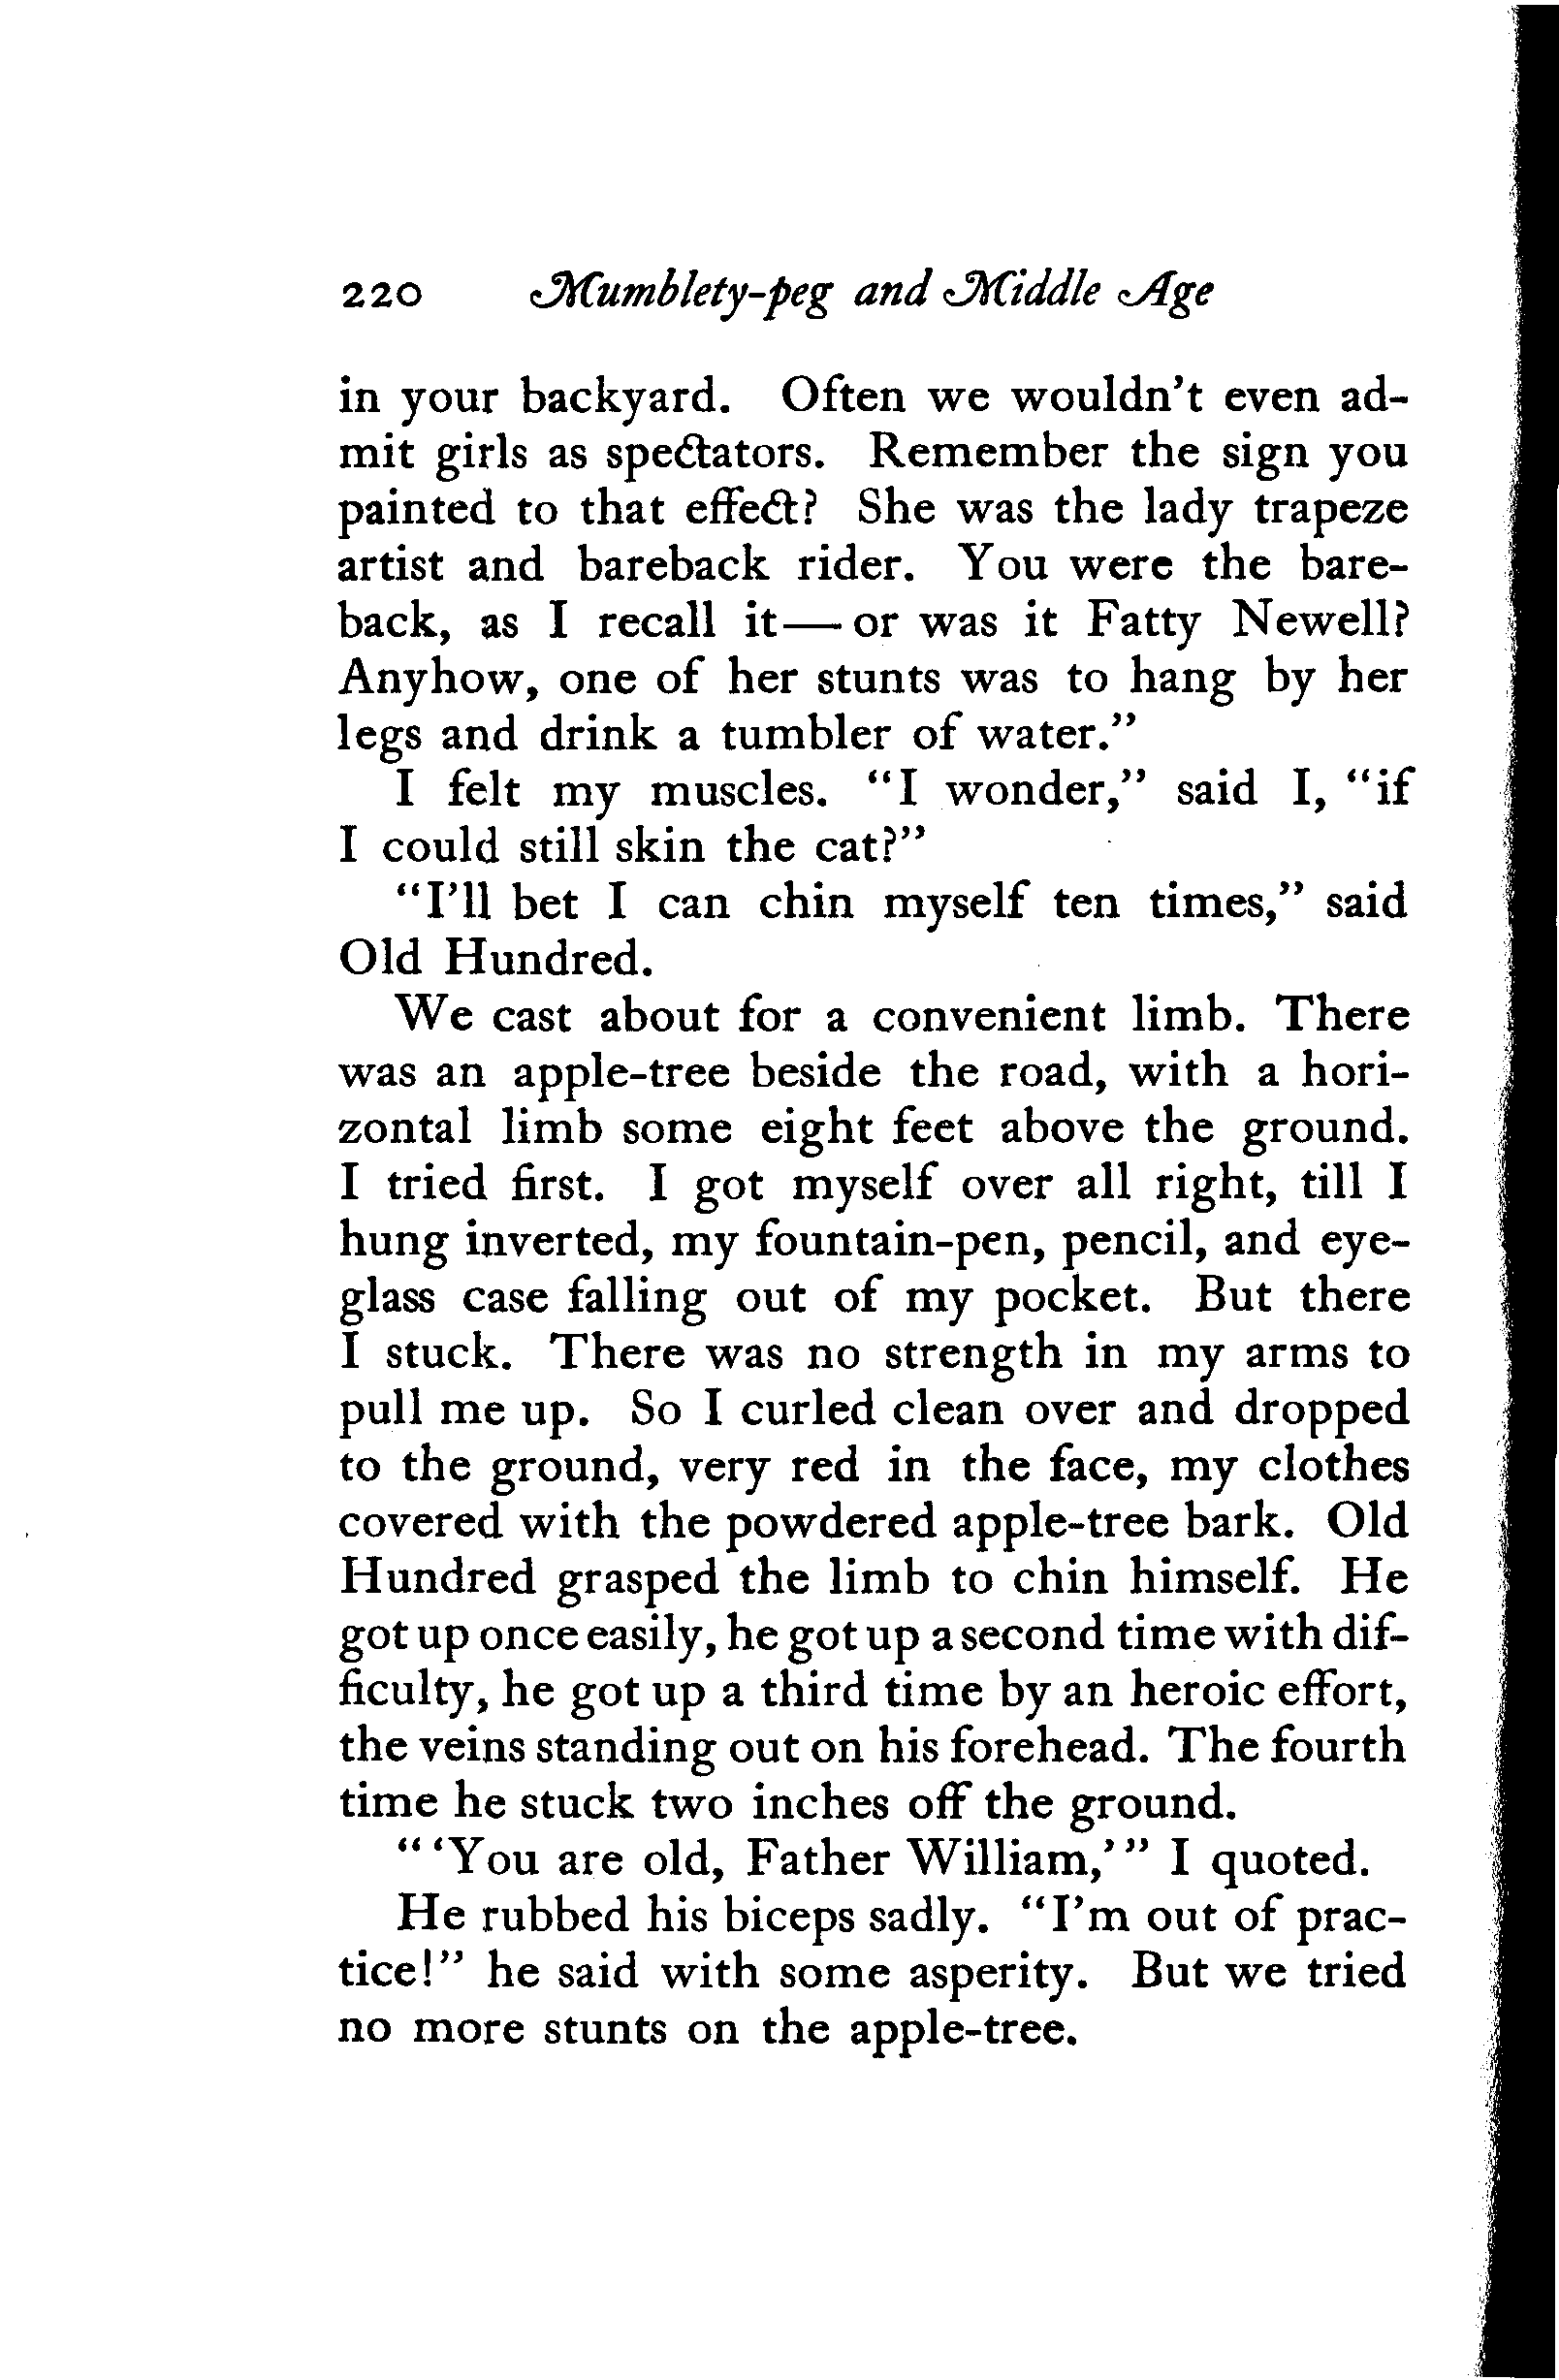 220 Mumblety-peg and Middle Age
in your backyard. Often we wouldn't even ad-
mit girls as spectators. Remember the sign you
painted to that effect? She was the lady trapeze
artist and bareback rider. You were the bare-
back, as I recall it—or was it Fatty Newell?
Anyhow, one of her stunts was to hang by her
legs and drink a tumbler of water."
I felt my muscles. "I wonder," said I, "if
I could still skin the cat?"
"I'll bet I can chin myself ten times," said
Old Hundred.
We cast about for a convenient limb. There
was an apple-tree beside the road, with a hori-
zontal limb some eight feet above the ground.
I tried first. I got myself over all right, till I
hung inverted, my fountain-pen, pencil, and eye-
glass case falling out of my pocket. But there
I stuck. There was no strength in my arms to
pull me up. So I curled clean over and dropped
to the ground, very red in the face, my clothes
covered with the powdered apple-tree bark. Old
Hundred grasped the limb to chin himself. He
got up once easily, he got up a second time with dif-
ficulty, he got up a third time by an heroic effort,
the veins standing out on his forehead. The fourth
time he stuck two inches off the ground.
"'You are old, Father William,'" I quoted.
He rubbed his biceps sadly. "I'm out of prac-
tice!" he said with some asperity. But we tried
no more stunts on the apple-tree.